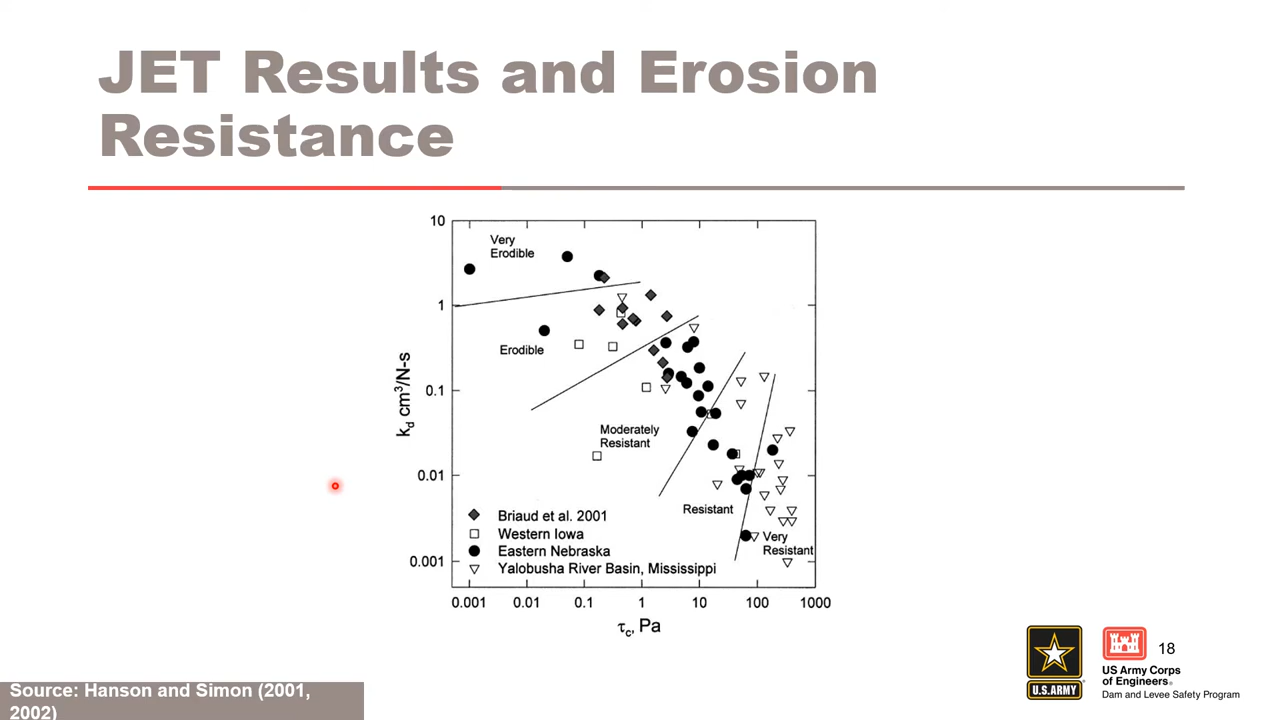 JET Results and Erosion
Resistance
10
1
0.1
0.01
0.001
k_d cm³/N-s
Very
Erodible
Erodible
Moderately
Resistant
Resistant
Very
Resistant
Briaud et al. 2001
Western Iowa
Eastern Nebraska
Yalobusha River Basin, Mississippi
0.001 0.01 0.1 1 10 100 1000
τ_c, Pa
Source: Hanson and Simon (2001,
2002)
U.S.ARMY
US Army Corps
of Engineers®
Dam and Levee Safety Program
18